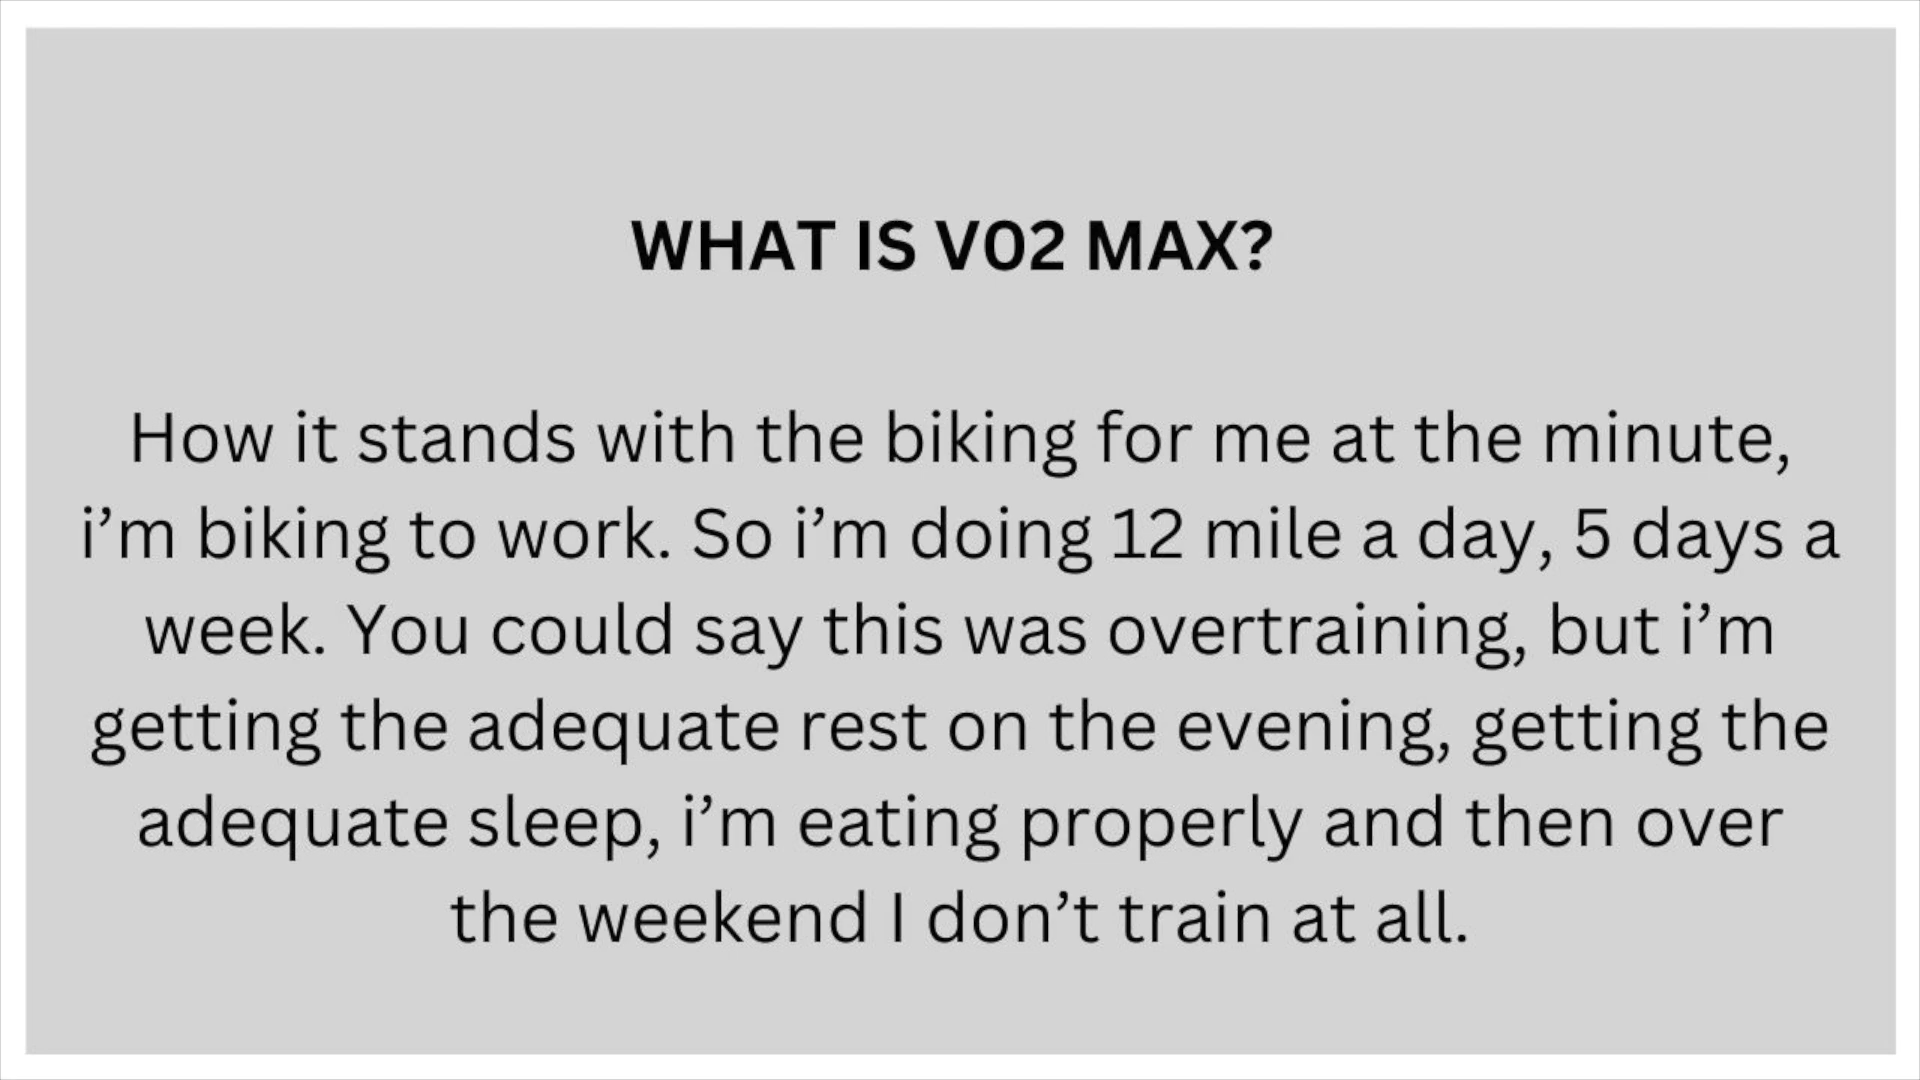 WHAT IS V02 MAX?
How it stands with the biking for me at the minute,
i’m biking to work. So i’m doing 12 mile a day, 5 days a
week. You could say this was overtraining, but i’m
getting the adequate rest on the evening, getting the
adequate sleep, i’m eating properly and then over
the weekend I don’t train at all.